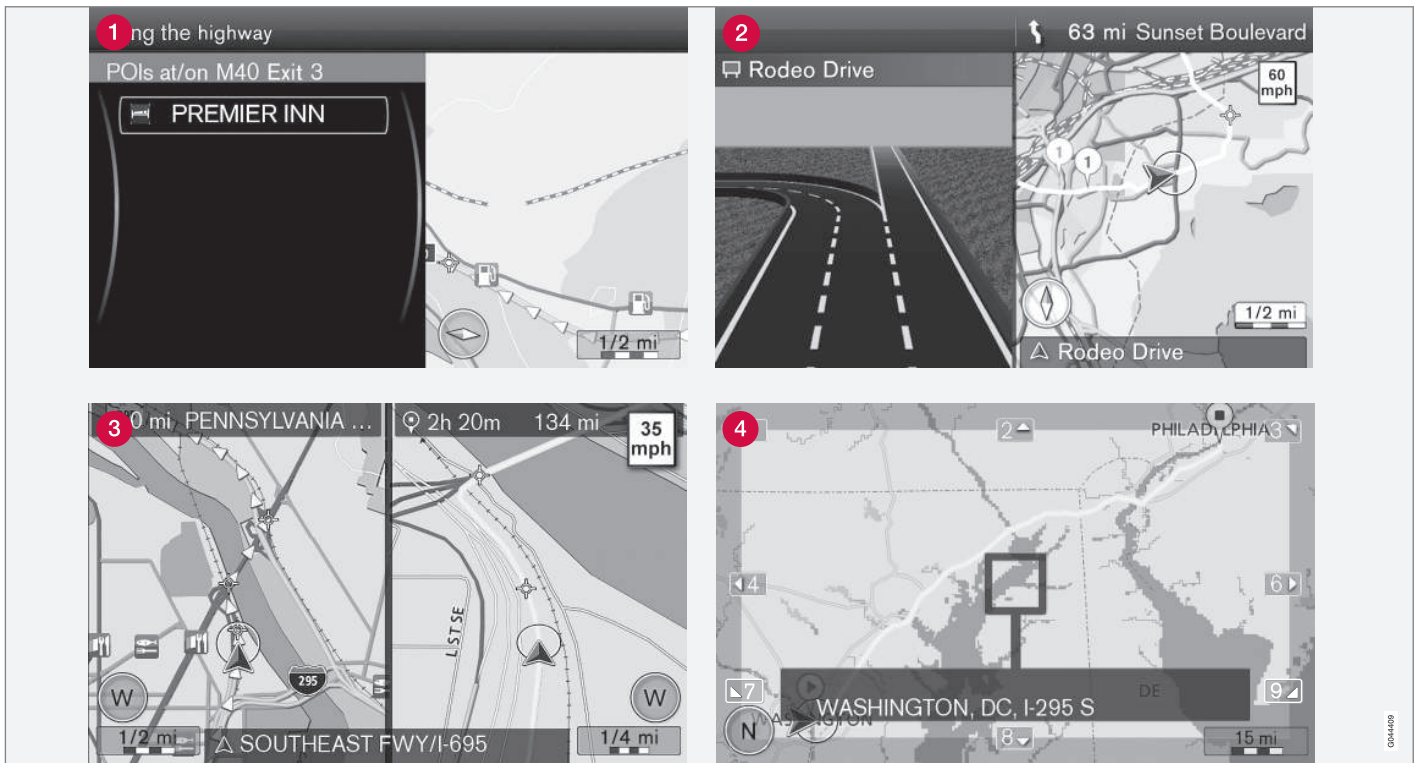 1
ng the highway
POIs at/on M40 Exit 3
PREMIER INN
1/2 mi
2
63 mi Sunset Boulevard
Rodeo Drive
60
mph
1
1
1/2 mi
Rodeo Drive
3
0 mi PENNSYLVANIA ...
2h 20m 134 mi
35
mph
L ST SE
295
W
W
1/2 mi
SOUTHEAST FWY/I-695
1/4 mi
4
2
PHILADELPHIA
3
4
6
7
DE
9
WASHINGTON, DC, I-295 S
WASHINGTON
N
8
15 mi
G044409